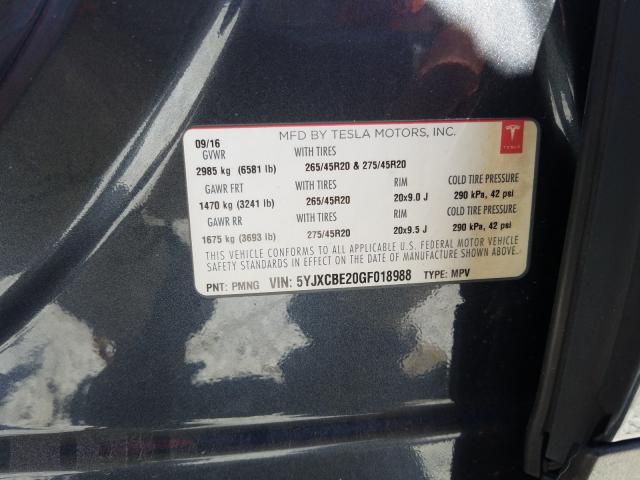 MFD BY TESLA MOTORS, INC.
TESLA
09/16
GVWR WITH TIRES
2985 kg (6581 lb) 265/45R20 & 275/45R20
GAWR FRT WITH TIRES RIM COLD TIRE PRESSURE
1470 kg (3241 lb) 265/45R20 20x9.0 J 290 kPa, 42 psi
GAWR RR WITH TIRES RIM COLD TIRE PRESSURE
1675 kg (3693 lb) 275/45R20 20x9.5 J 290 kPa, 42 psi
THIS VEHICLE CONFORMS TO ALL APPLICABLE U.S. FEDERAL MOTOR VEHICLE
SAFETY STANDARDS IN EFFECT ON THE DATE OF MANUFACTURE SHOWN ABOVE.
PNT: PMNG VIN: 5YJXCBE20GF018988 TYPE: MPV